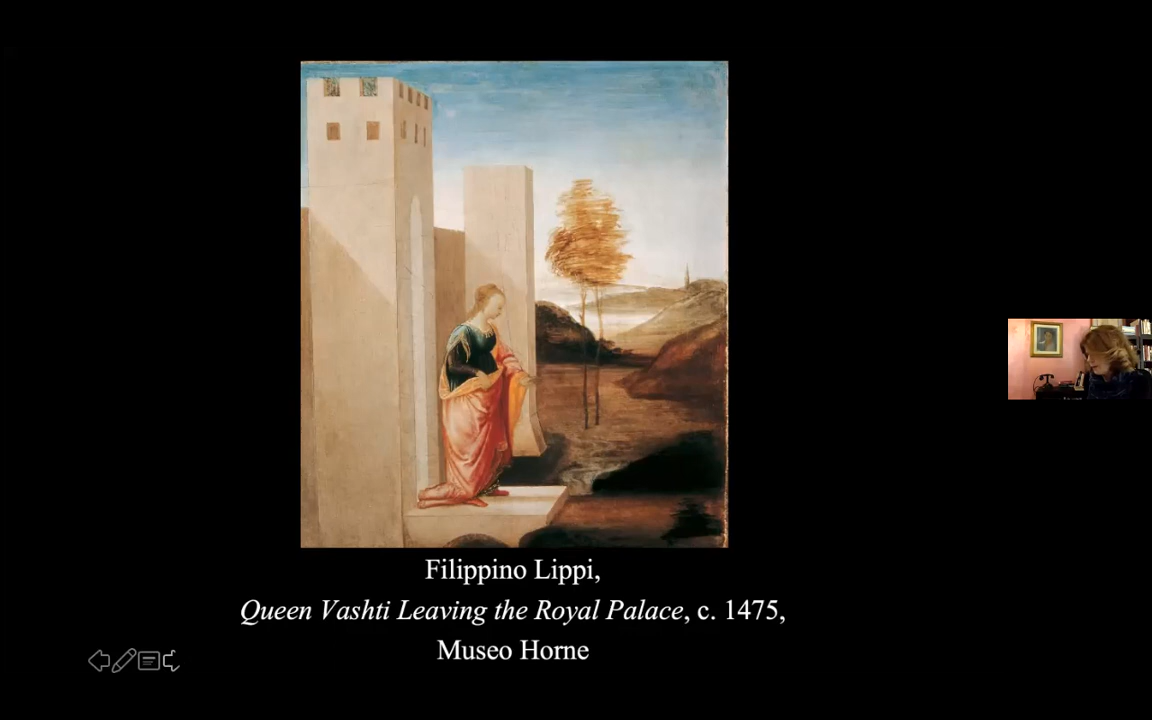 Filippino Lippi,
Queen Vashti Leaving the Royal Palace, c. 1475,
Museo Horne